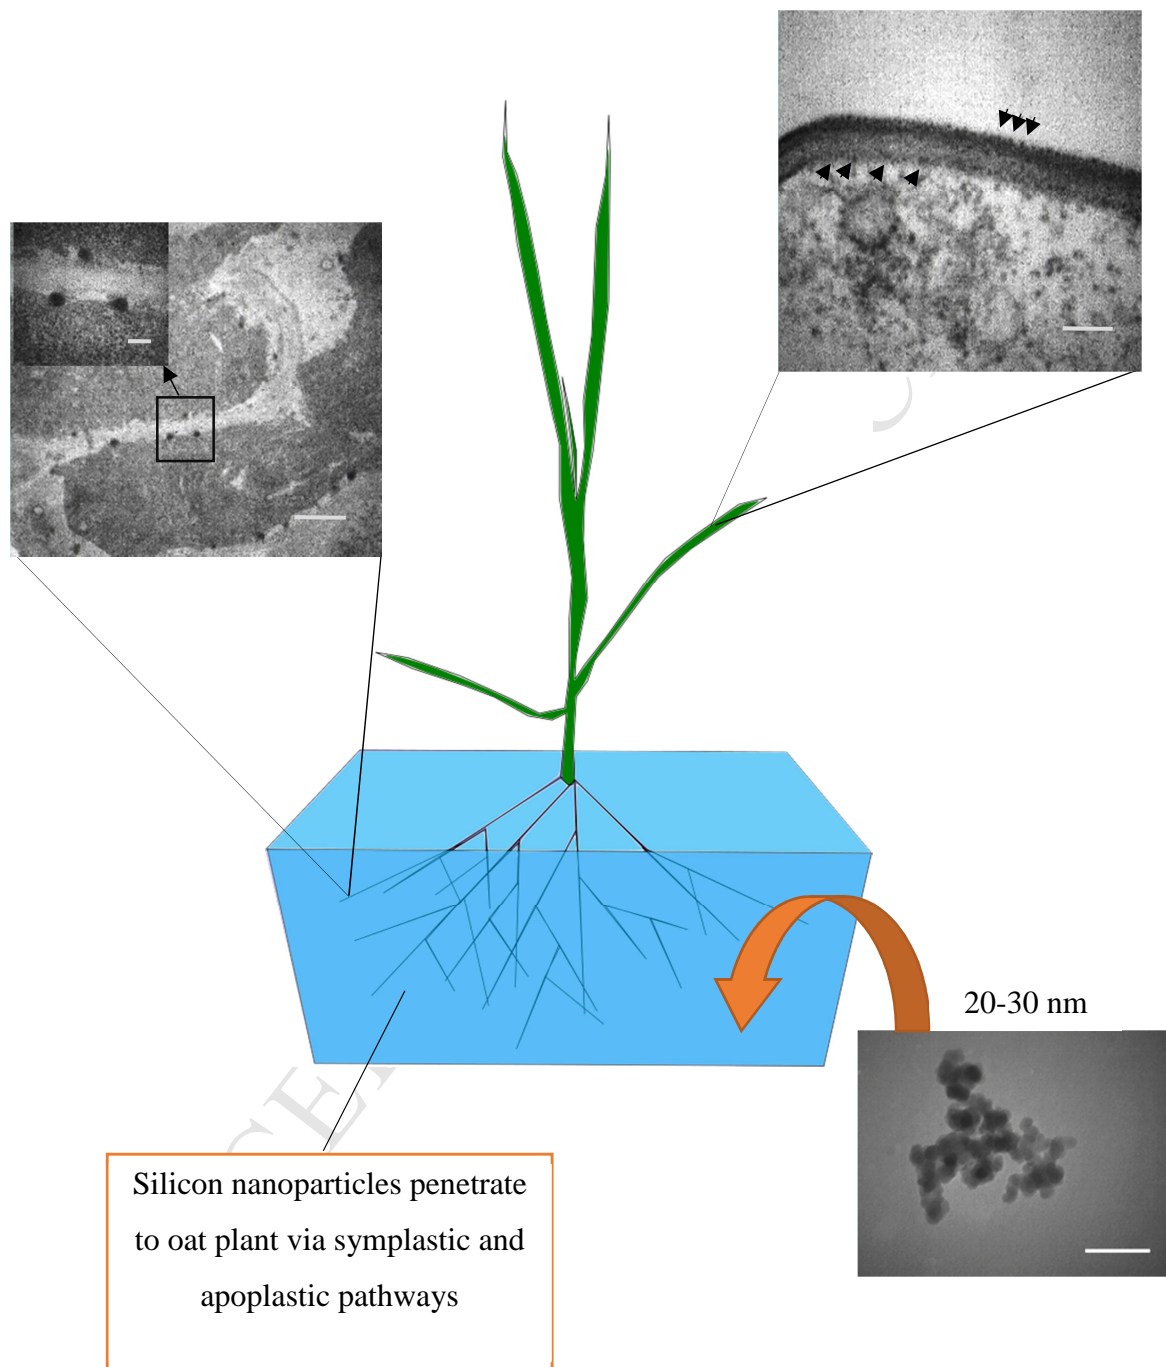 20-30 nm
Silicon nanoparticles penetrate
to oat plant via symplastic and
apoplastic pathways